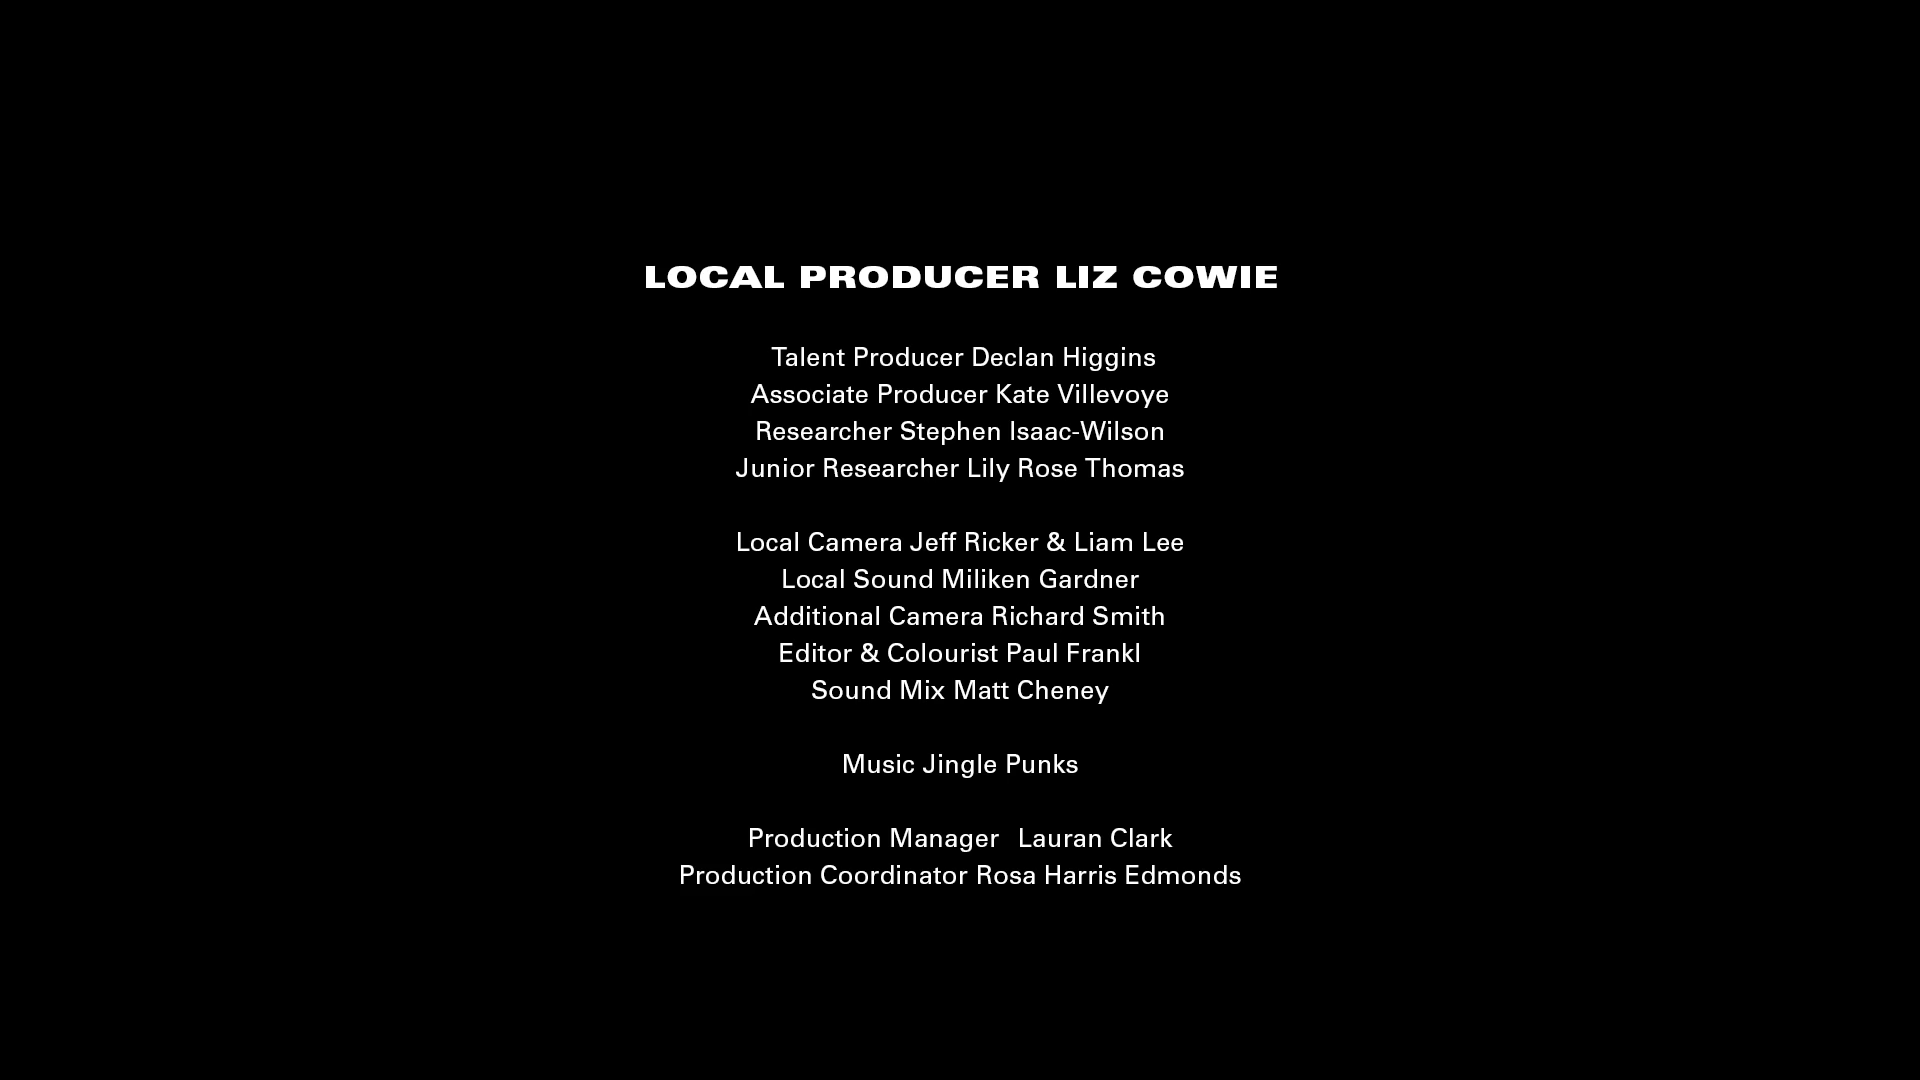 LOCAL PRODUCER LIZ COWIE
Talent Producer Declan Higgins
Associate Producer Kate Villevoye
Researcher Stephen Isaac-Wilson
Junior Researcher Lily Rose Thomas
Local Camera Jeff Ricker & Liam Lee
Local Sound Miliken Gardner
Additional Camera Richard Smith
Editor & Colourist Paul Frankl
Sound Mix Matt Cheney
Music Jingle Punks
Production Manager  Lauran Clark
Production Coordinator Rosa Harris Edmonds